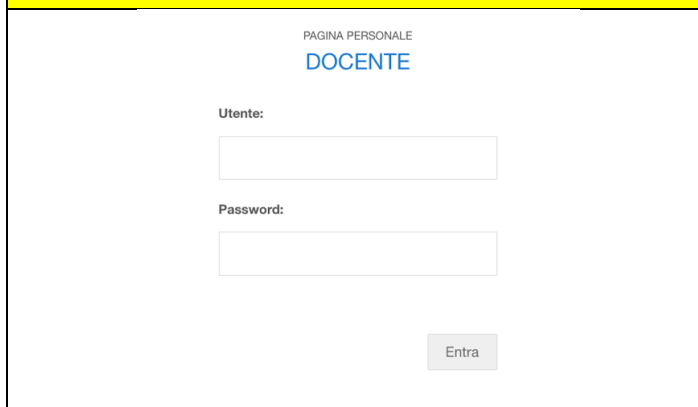 PAGINA PERSONALE
DOCENTE
Utente:
Password:
Entra